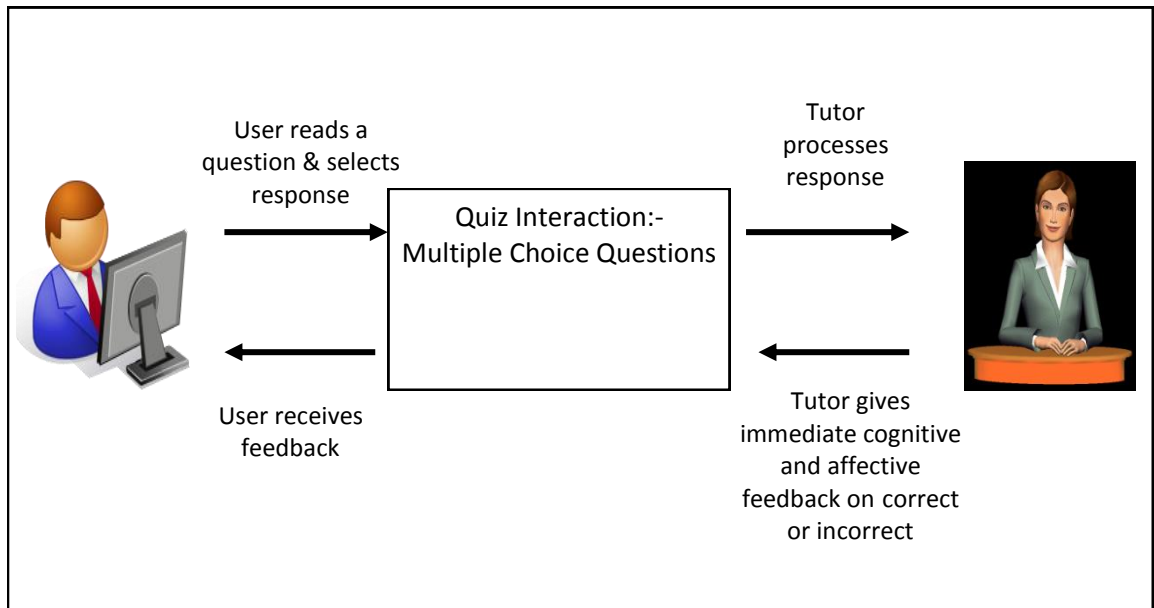 User reads a
question & selects
response
Quiz Interaction:-
Multiple Choice Questions
Tutor
processes
response
User receives
feedback
Tutor gives
immediate cognitive
and affective
feedback on correct
or incorrect